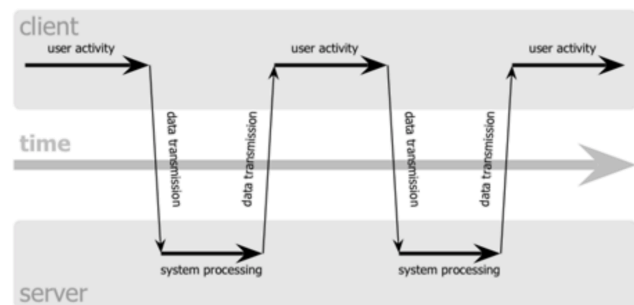 client
user activity
user activity
user activity
data transmission
data transmission
data transmission
data transmission
time
system processing
system processing
server